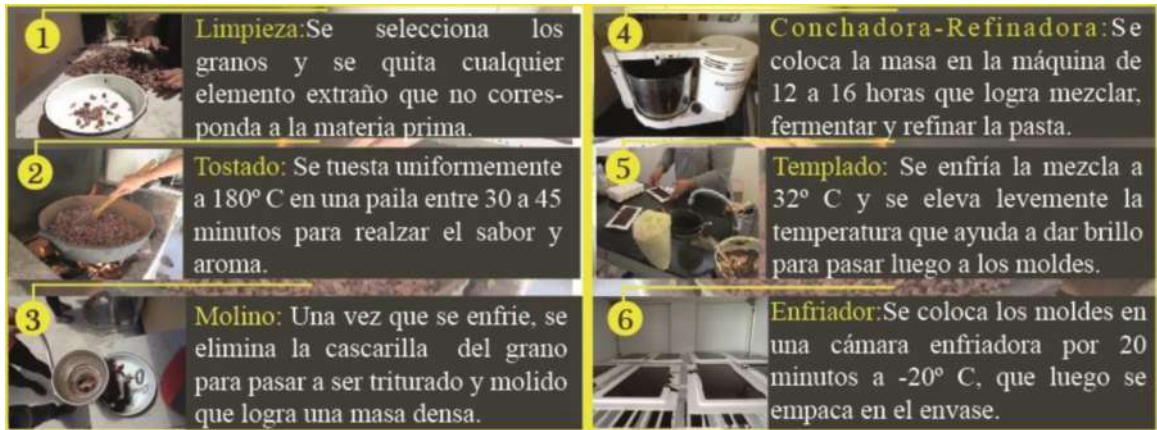 1
Limpieza:Se selecciona los
granos y se quita cualquier
elemento extraño que no corres-
ponda a la materia prima.
2
Tostado: Se tuesta uniformemente
a 180º C en una paila entre 30 a 45
minutos para realzar el sabor y
aroma.
3
Molino: Una vez que se enfrie, se
elimina la cascarilla del grano
para pasar a ser triturado y molido
que logra una masa densa.
4
Conchadora-Refinadora:Se
coloca la masa en la máquina de
12 a 16 horas que logra mezclar,
fermentar y refinar la pasta.
5
Templado: Se enfría la mezcla a
32º C y se eleva levemente la
temperatura que ayuda a dar brillo
para pasar luego a los moldes.
6
Enfriador:Se coloca los moldes en
una cámara enfriadora por 20
minutos a -20º C, que luego se
empaca en el envase.